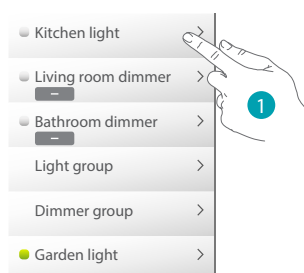 Kitchen light
Living room dimmer
–
Bathroom dimmer
–
Light group
Dimmer group
Garden light
1